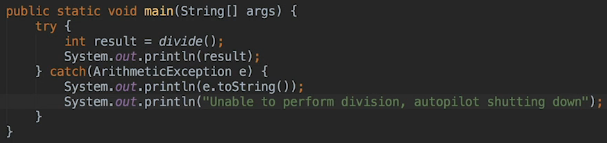 public static void main(String[] args) {
    try {
        int result = divide();
        System.out.println(result);
    } catch(ArithmeticException e) {
        System.out.println(e.toString());
        System.out.println("Unable to perform division, autopilot shutting down");
    }
}